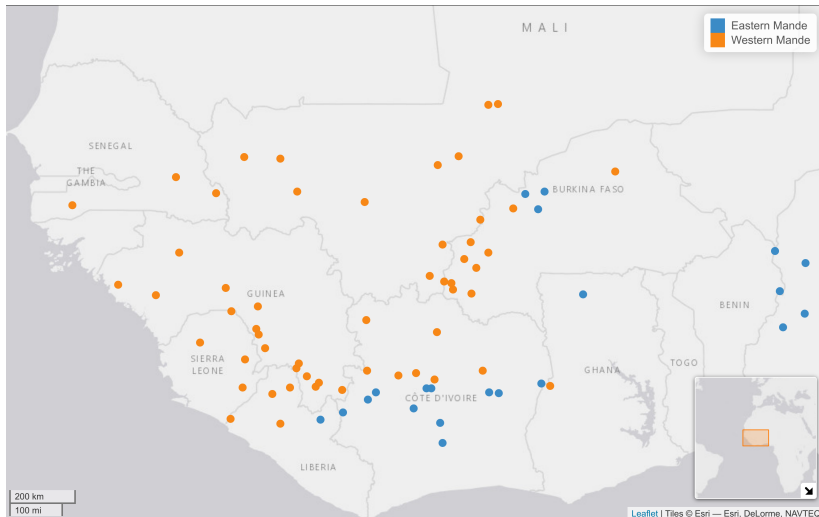 MALI
Eastern Mande
Western Mande
SENEGAL
THE
GAMBIA
BURKINA FASO
GUINEA
BENIN
SIERRA
LEONE
GHANA
TOGO
CÔTE D'IVOIRE
LIBERIA
200 km
100 mi
Leaflet | Tiles © Esri — Esri, DeLorme, NAVTEQ